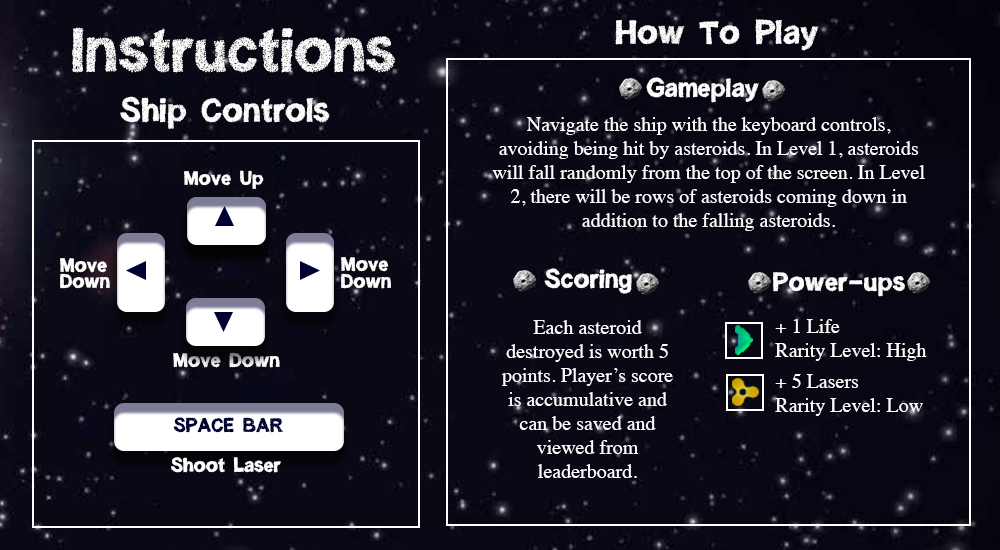 Instructions
Ship Controls
Move Up
Move
Down
Move
Down
Move Down
SPACE BAR
Shoot Laser
How To Play
Gameplay
Navigate the ship with the keyboard controls,
avoiding being hit by asteroids. In Level 1, asteroids
will fall randomly from the top of the screen. In Level
2, there will be rows of asteroids coming down in
addition to the falling asteroids.
Scoring
Each asteroid
destroyed is worth 5
points. Player's score
is accumulative and
can be saved and
viewed from
leaderboard.
Power-ups
+ 1 Life
Rarity Level: High
+ 5 Lasers
Rarity Level: Low